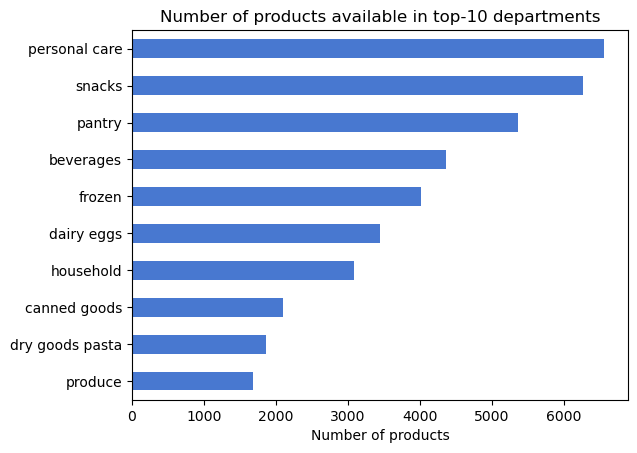 Number of products available in top-10 departments
personal care
snacks
pantry
beverages
frozen
dairy eggs
household
canned goods
dry goods pasta
produce
0 1000 2000 3000 4000 5000 6000
Number of products